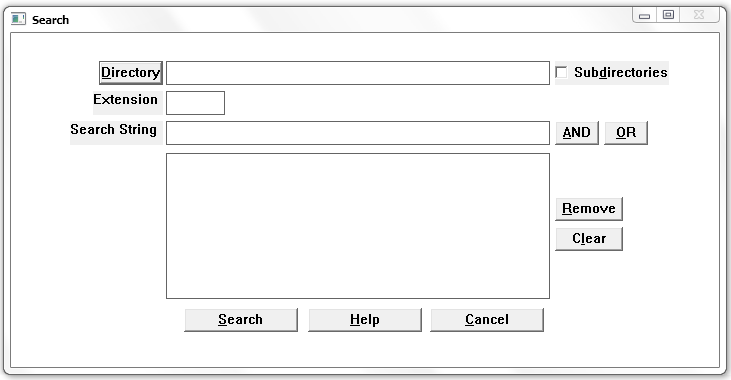 Search
Directory
Subdirectories
Extension
Search String
AND
OR
Remove
Clear
Search
Help
Cancel